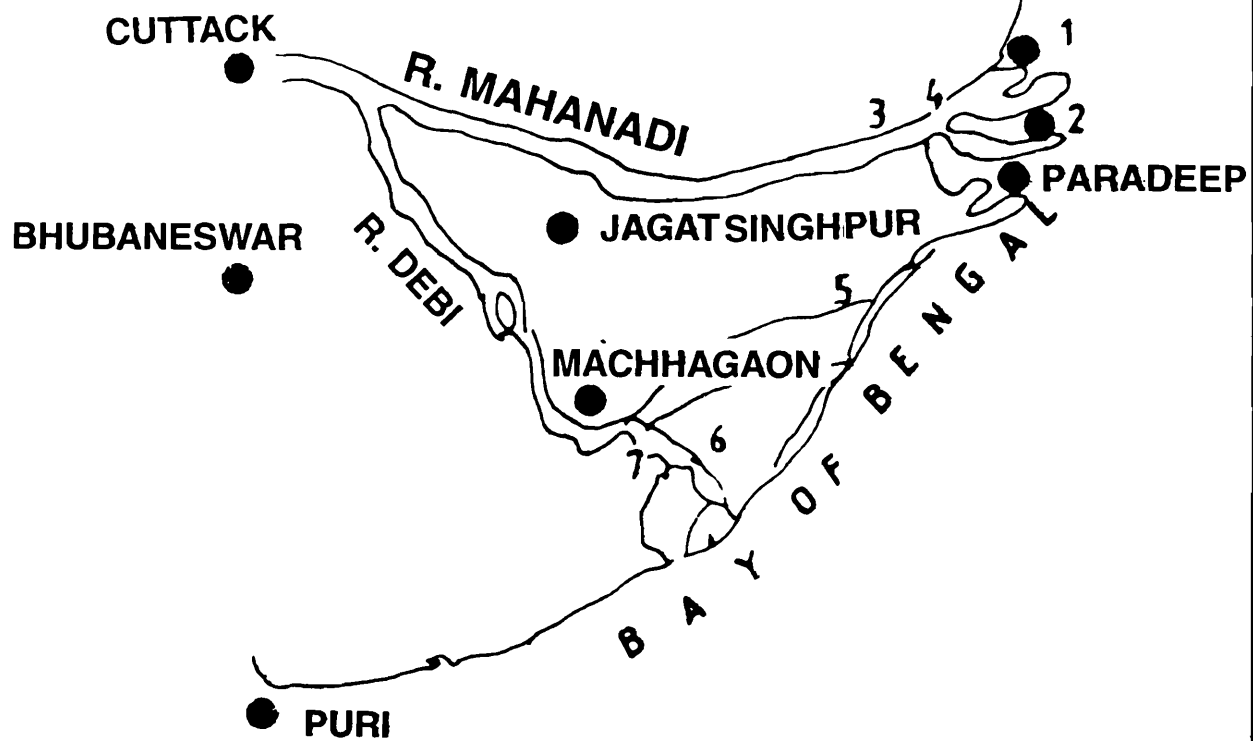 CUTTACK
1
R. MAHANADI
3
4
2
PARADEEP
JAGATSINGHPUR
BHUBANESWAR
R. DEBI
5
MACHHAGAON
6
7
BAY OF BENGAL
PURI